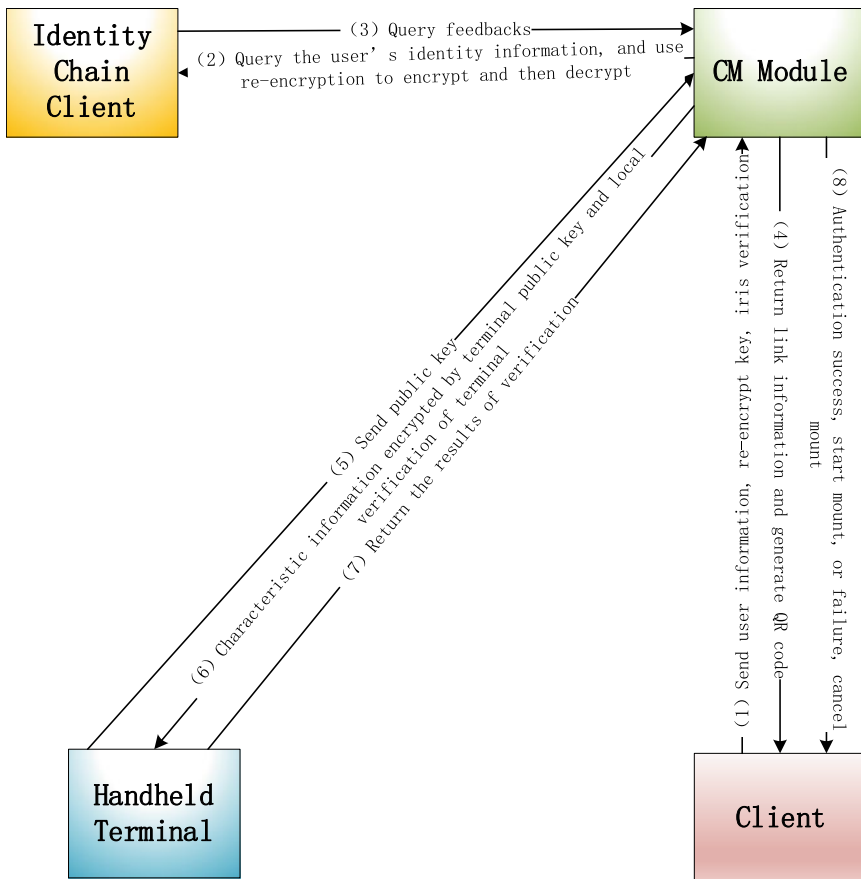 Identity
Chain
Client
(3) Query feedbacks
(2) Query the user’s identity information, and use
re-encryption to encrypt and then decrypt
CM Module
(5) Send public key
(6) Characteristic information encrypted by terminal public key and local
verification of terminal
(7) Return the results of verification
(1) Send user information, re-encrypt key, iris verification
(4) Return link information and generate QR code
(8) Authentication success, start mount, or failure, cancel
mount
Handheld
Terminal
Client